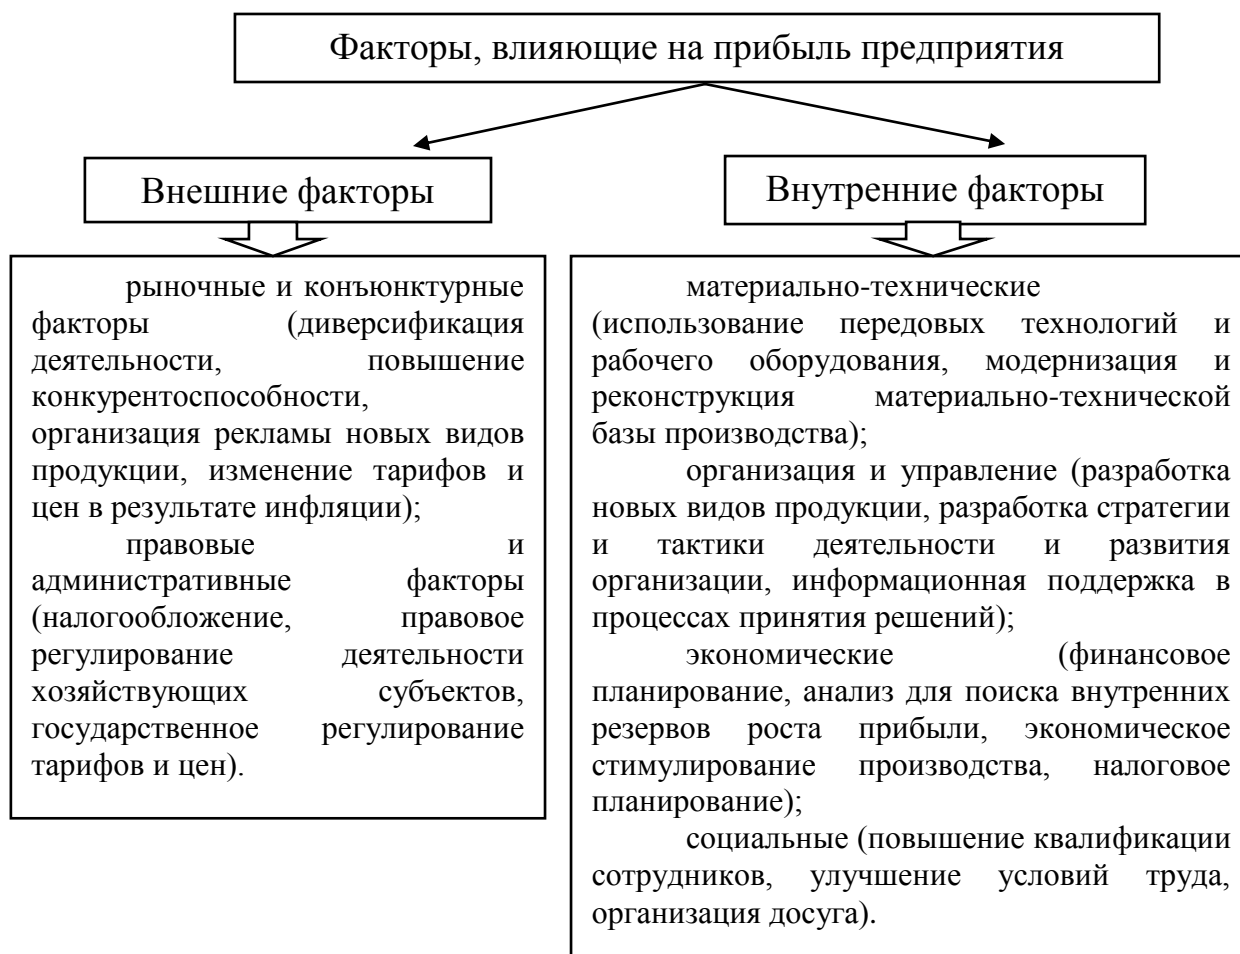 Факторы, влияющие на прибыль предприятия
Внешние факторы
рыночные и конъюнктурные
факторы (диверсификация
деятельности, повышение
конкурентоспособности,
организация рекламы новых видов
продукции, изменение тарифов и
цен в результате инфляции);
правовые и
административные факторы
(налогообложение, правовое
регулирование деятельности
хозяйствующих субъектов,
государственное регулирование
тарифов и цен).
Внутренние факторы
материально-технические
(использование передовых технологий и
рабочего оборудования, модернизация и
реконструкция материально-технической
базы производства);
организация и управление (разработка
новых видов продукции, разработка стратегии
и тактики деятельности и развития
организации, информационная поддержка в
процессах принятия решений);
экономические (финансовое
планирование, анализ для поиска внутренних
резервов роста прибыли, экономическое
стимулирование производства, налоговое
планирование);
социальные (повышение квалификации
сотрудников, улучшение условий труда,
организация досуга).